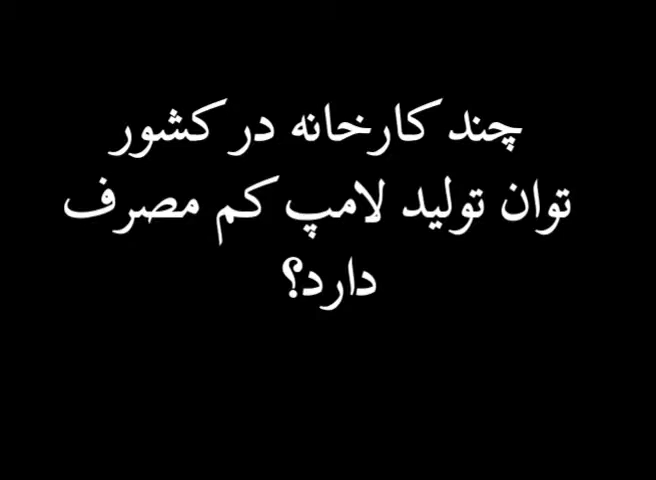 چند کارخانه در کشور
توان تولید لامپ کم مصرف
دارد؟